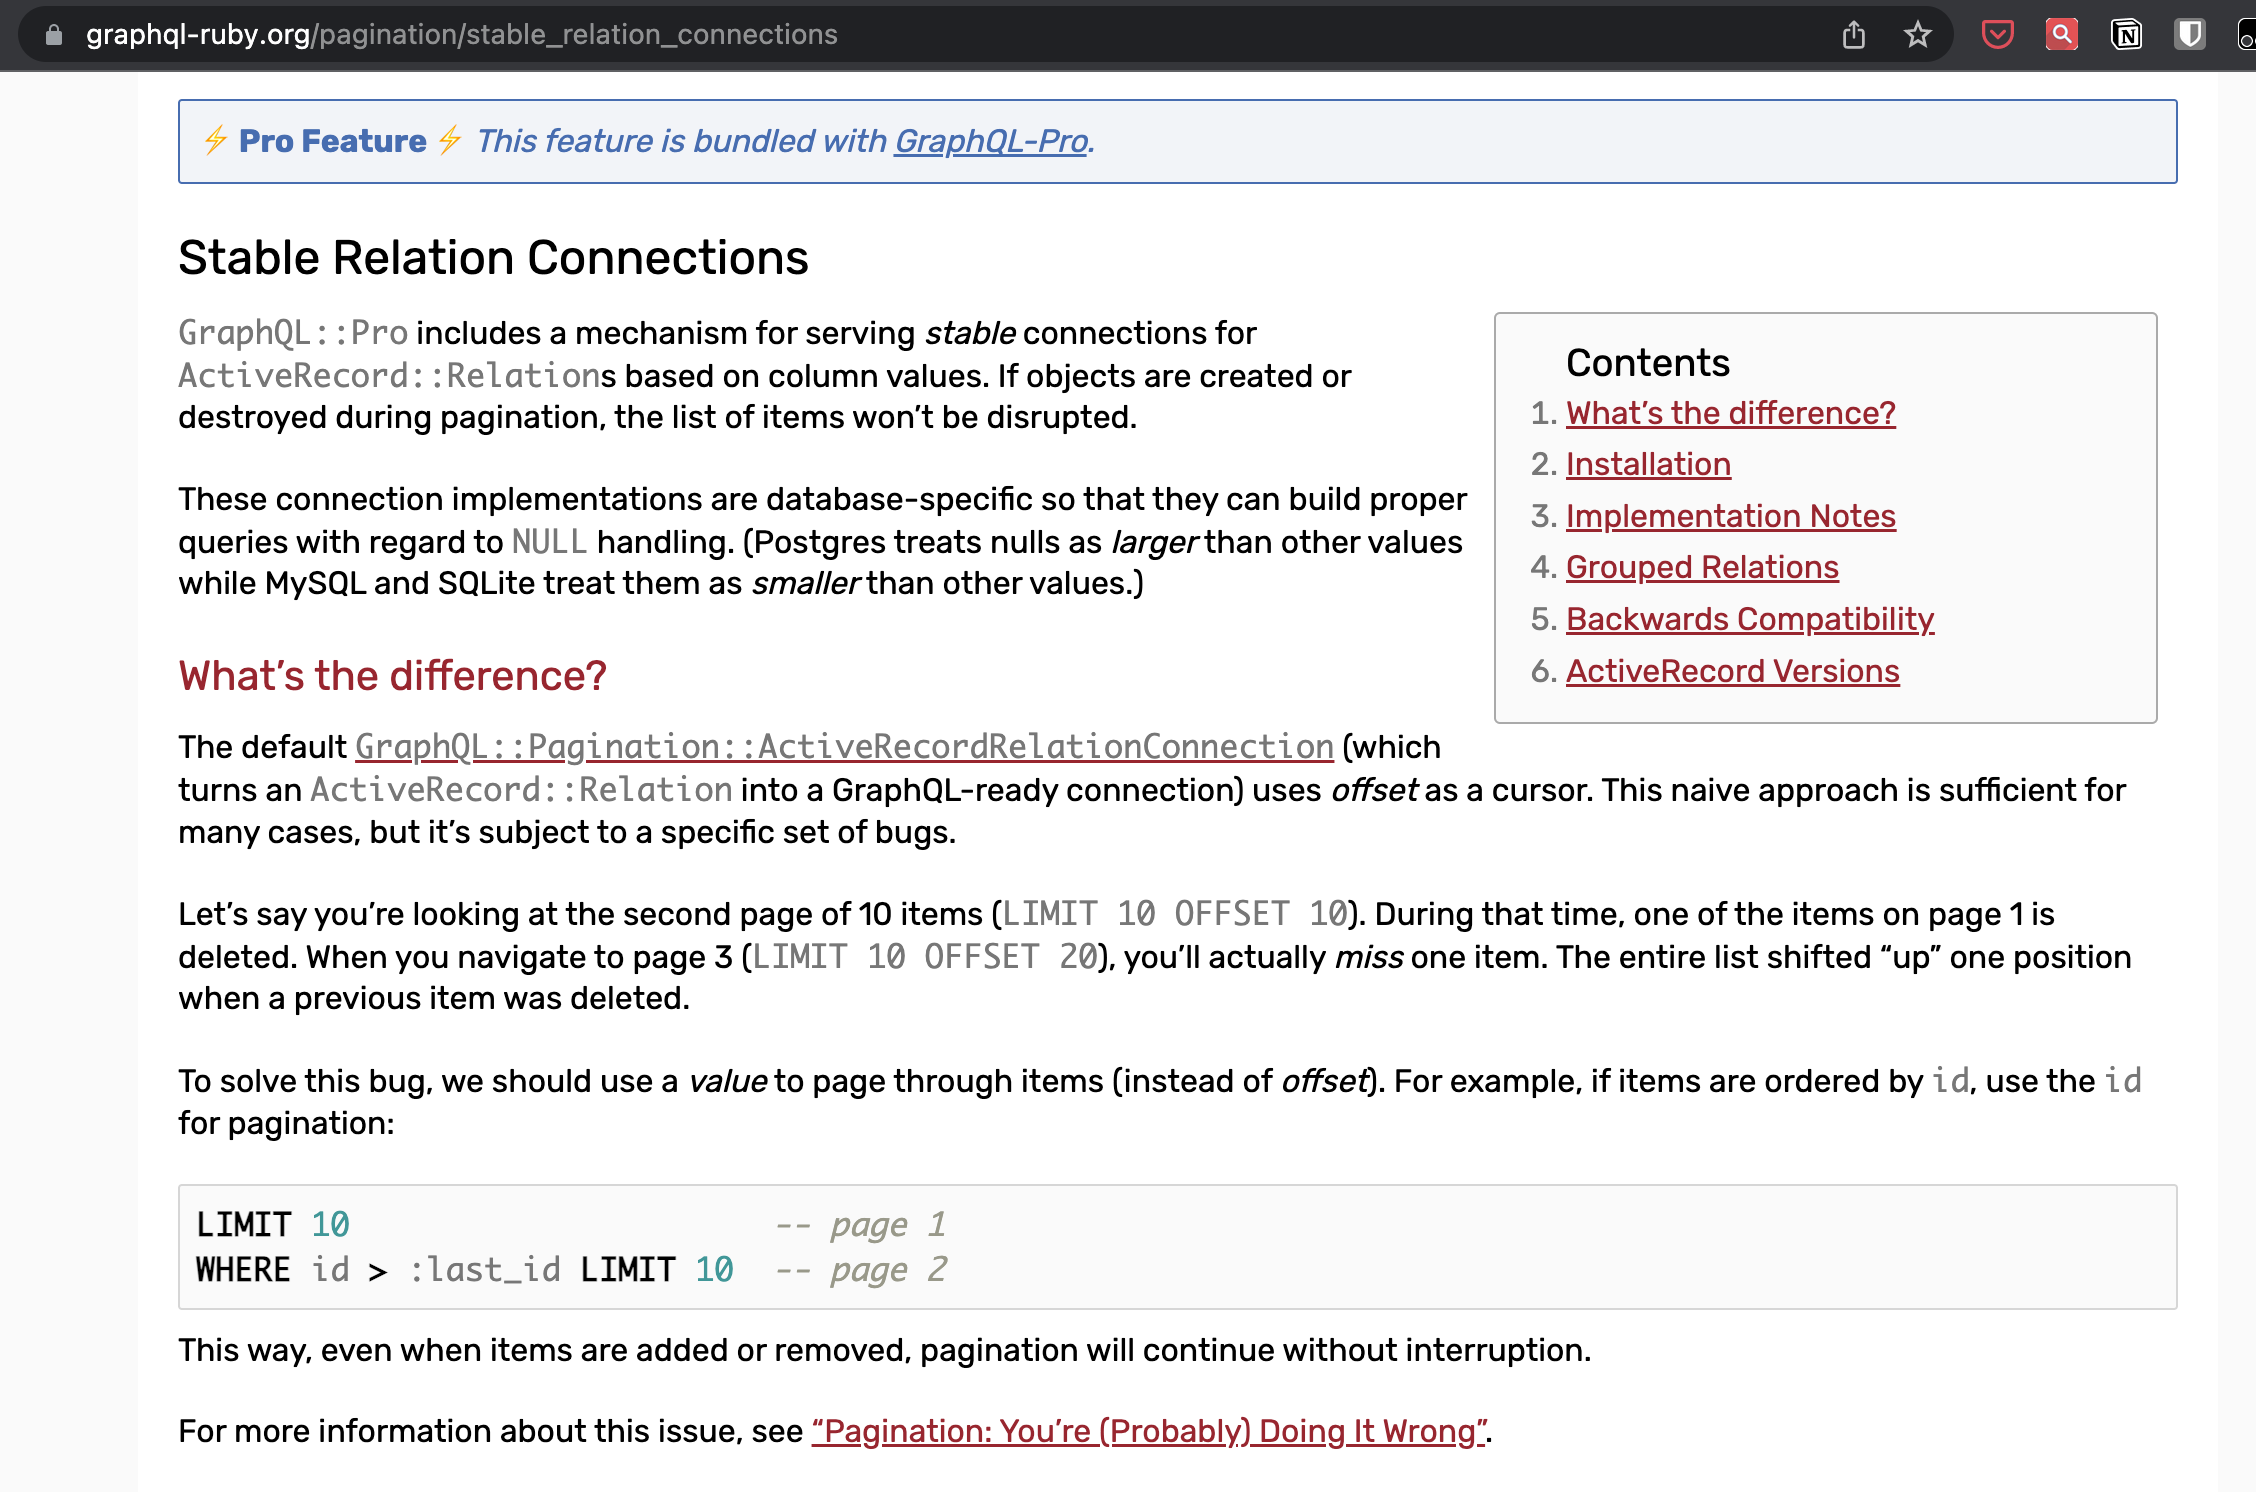 graphql-ruby.org/pagination/stable_relation_connections
⚡ Pro Feature ⚡ This feature is bundled with GraphQL-Pro.
Stable Relation Connections
GraphQL::Pro includes a mechanism for serving stable connections for
ActiveRecord::Relations based on column values. If objects are created or
destroyed during pagination, the list of items won’t be disrupted.
These connection implementations are database-specific so that they can build proper
queries with regard to NULL handling. (Postgres treats nulls as larger than other values
while MySQL and SQLite treat them as smaller than other values.)
Contents
1. What’s the difference?
2. Installation
3. Implementation Notes
4. Grouped Relations
5. Backwards Compatibility
6. ActiveRecord Versions
What’s the difference?
The default GraphQL::Pagination::ActiveRecordRelationConnection (which
turns an ActiveRecord::Relation into a GraphQL-ready connection) uses offset as a cursor. This naive approach is sufficient for
many cases, but it’s subject to a specific set of bugs.
Let’s say you’re looking at the second page of 10 items (LIMIT 10 OFFSET 10). During that time, one of the items on page 1 is
deleted. When you navigate to page 3 (LIMIT 10 OFFSET 20), you’ll actually miss one item. The entire list shifted “up” one position
when a previous item was deleted.
To solve this bug, we should use a value to page through items (instead of offset). For example, if items are ordered by id, use the id
for pagination:
LIMIT 10 -- page 1
WHERE id > :last_id LIMIT 10 -- page 2
This way, even when items are added or removed, pagination will continue without interruption.
For more information about this issue, see “Pagination: You’re (Probably) Doing It Wrong”.